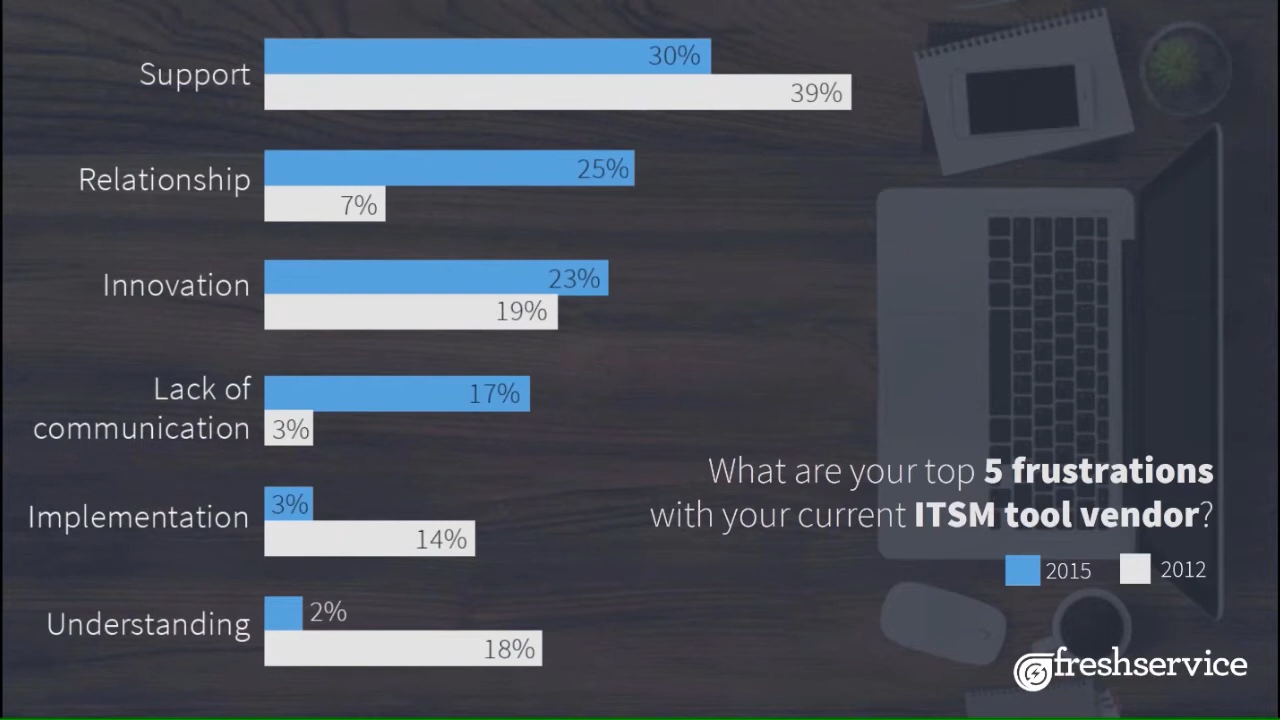 Support
30%
39%
Relationship
25%
7%
Innovation
23%
19%
Lack of
communication
17%
3%
Implementation
3%
14%
Understanding
2%
18%
What are your top 5 frustrations
with your current ITSM tool vendor?
2015
2012
freshservice